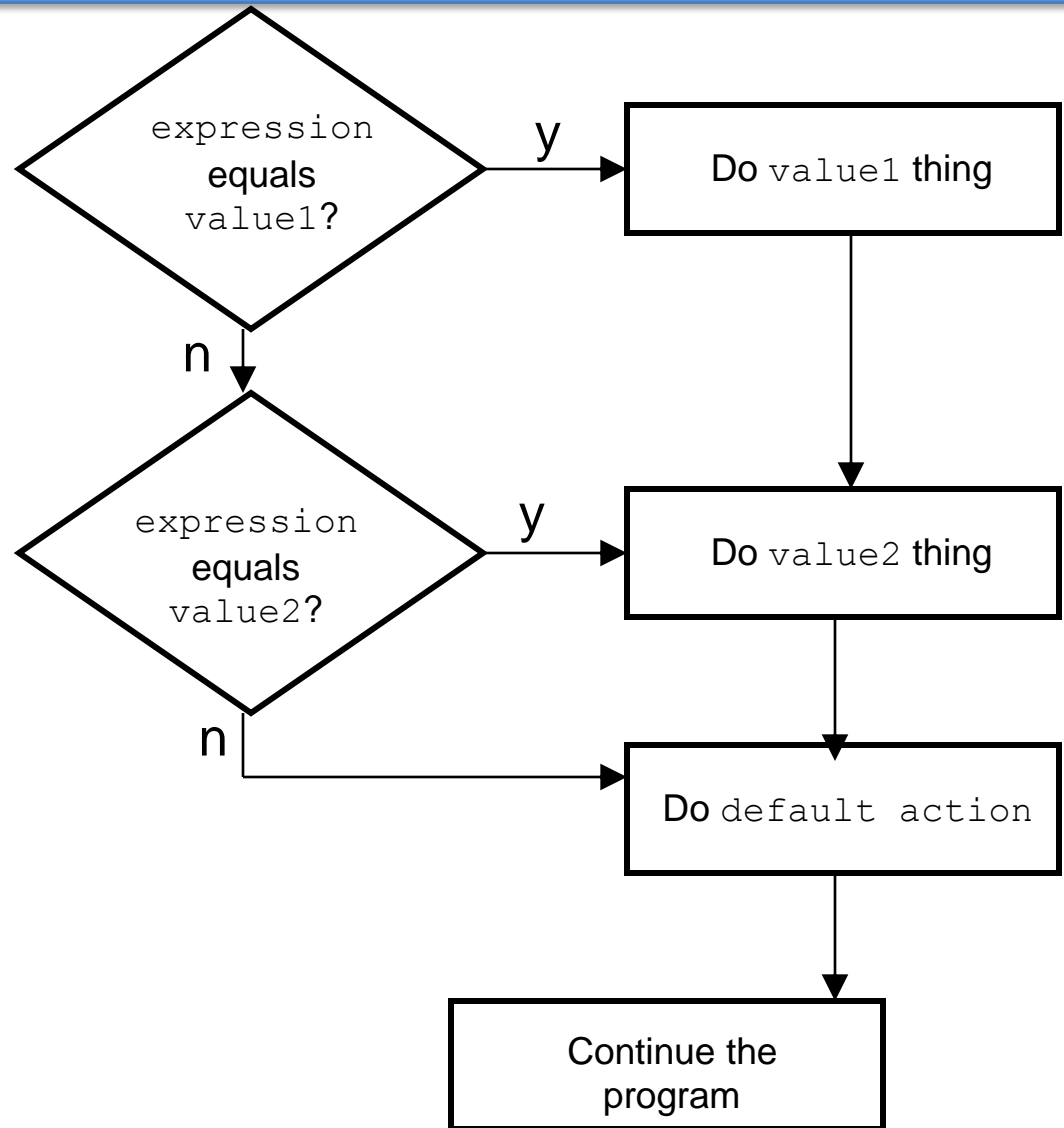 expression
equals
value1?
y
Do value1 thing
n
expression
equals
value2?
y
Do value2 thing
n
Do default action
Continue the
program